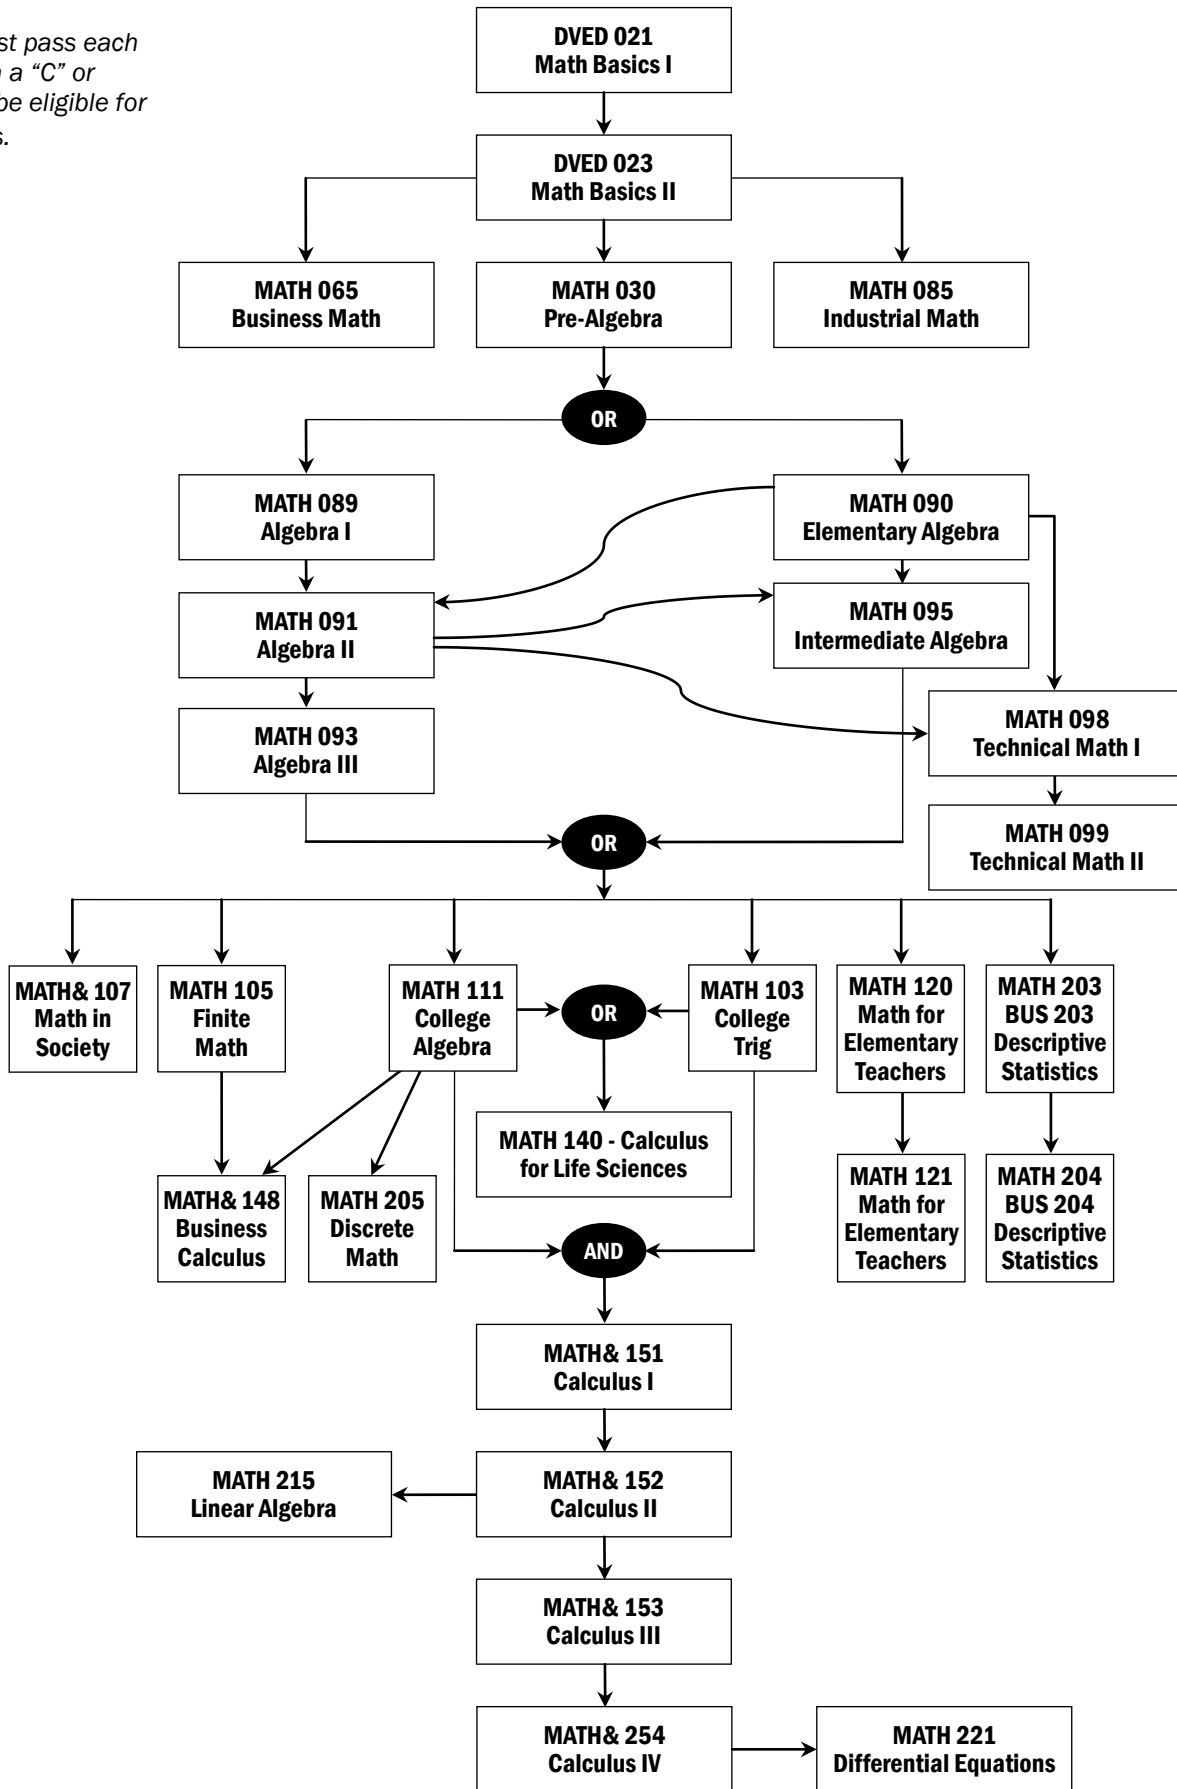 st pass each
a “C” or
be eligible for
s.
DVED 021
Math Basics I
DVED 023
Math Basics II
MATH 065
Business Math
MATH 030
Pre-Algebra
MATH 085
Industrial Math
OR
MATH 089
Algebra I
MATH 090
Elementary Algebra
MATH 091
Algebra II
MATH 095
Intermediate Algebra
MATH 093
Algebra III
MATH 098
Technical Math I
OR
MATH 099
Technical Math II
MATH& 107
Math in
Society
MATH 105
Finite
Math
MATH 111
College
Algebra
OR
MATH 103
College
Trig
MATH 120
Math for
Elementary
Teachers
MATH 203
BUS 203
Descriptive
Statistics
MATH 140 - Calculus
for Life Sciences
MATH& 148
Business
Calculus
MATH 205
Discrete
Math
AND
MATH 121
Math for
Elementary
Teachers
MATH 204
BUS 204
Descriptive
Statistics
MATH& 151
Calculus I
MATH 215
Linear Algebra
MATH& 152
Calculus II
MATH& 153
Calculus III
MATH& 254
Calculus IV
MATH 221
Differential Equations